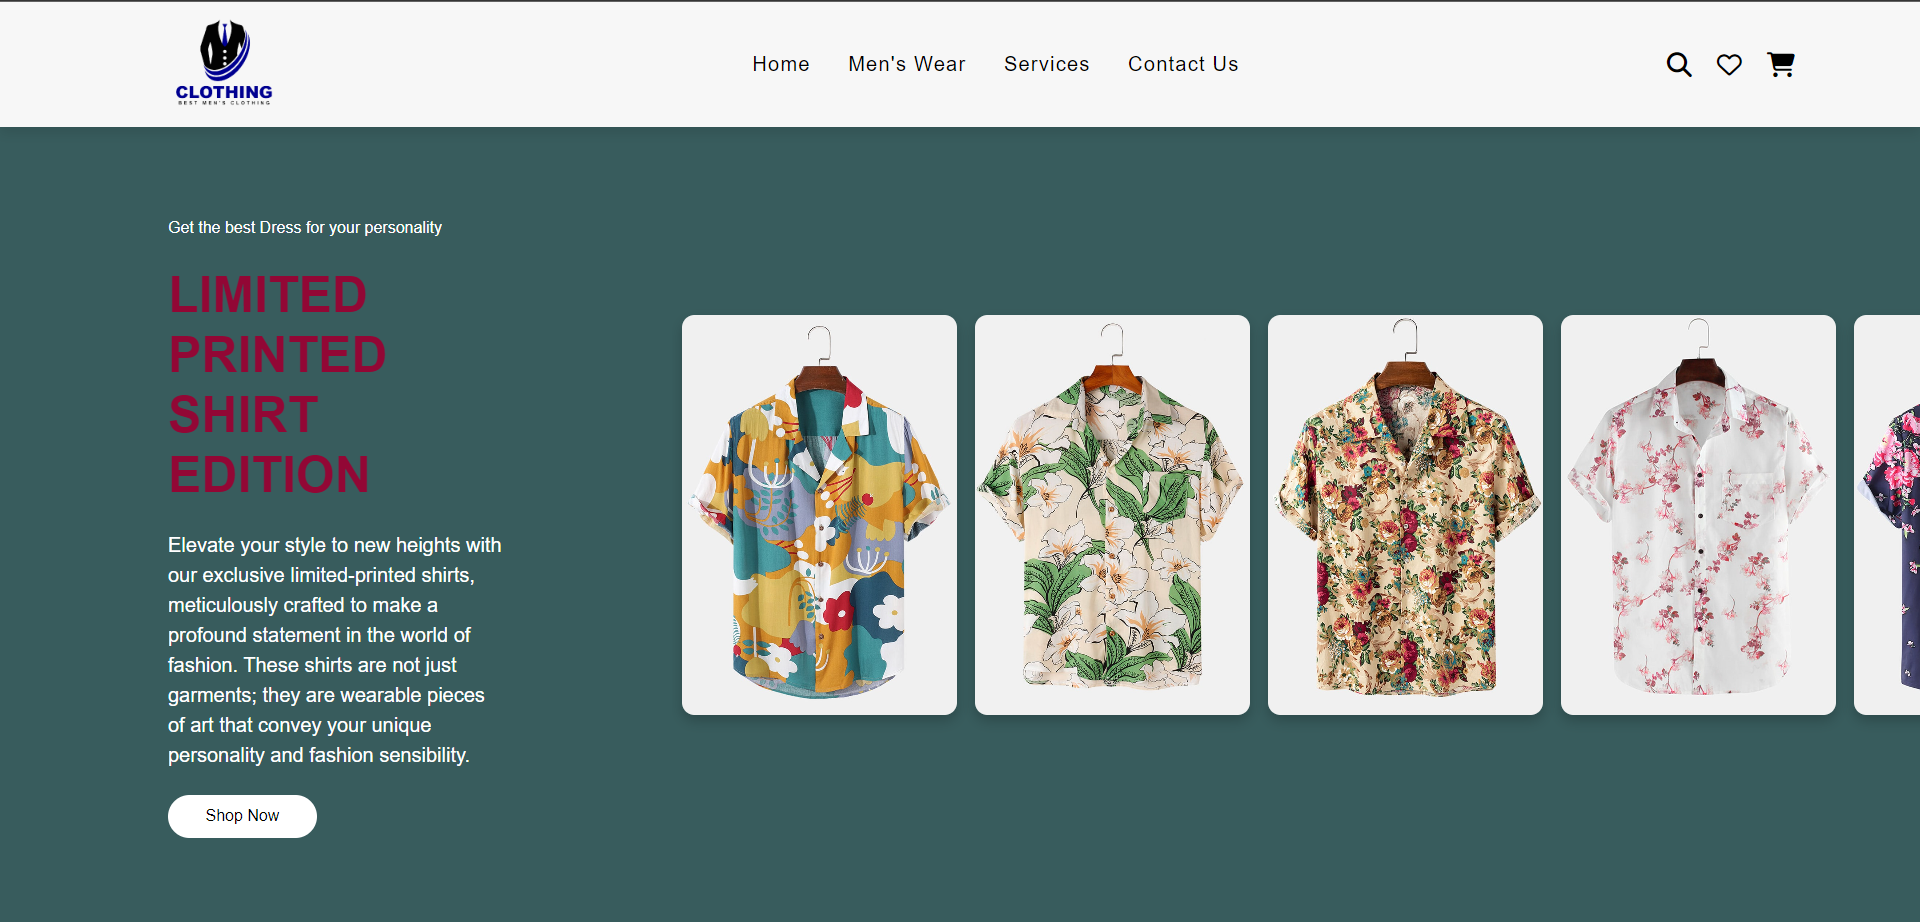 CLOTHING
BEST MEN'S CLOTHING
Home Men's Wear Services Contact Us
Get the best Dress for your personality
LIMITED
PRINTED
SHIRT
EDITION
Elevate your style to new heights with
our exclusive limited-printed shirts,
meticulously crafted to make a
profound statement in the world of
fashion. These shirts are not just
garments; they are wearable pieces
of art that convey your unique
personality and fashion sensibility.
Shop Now